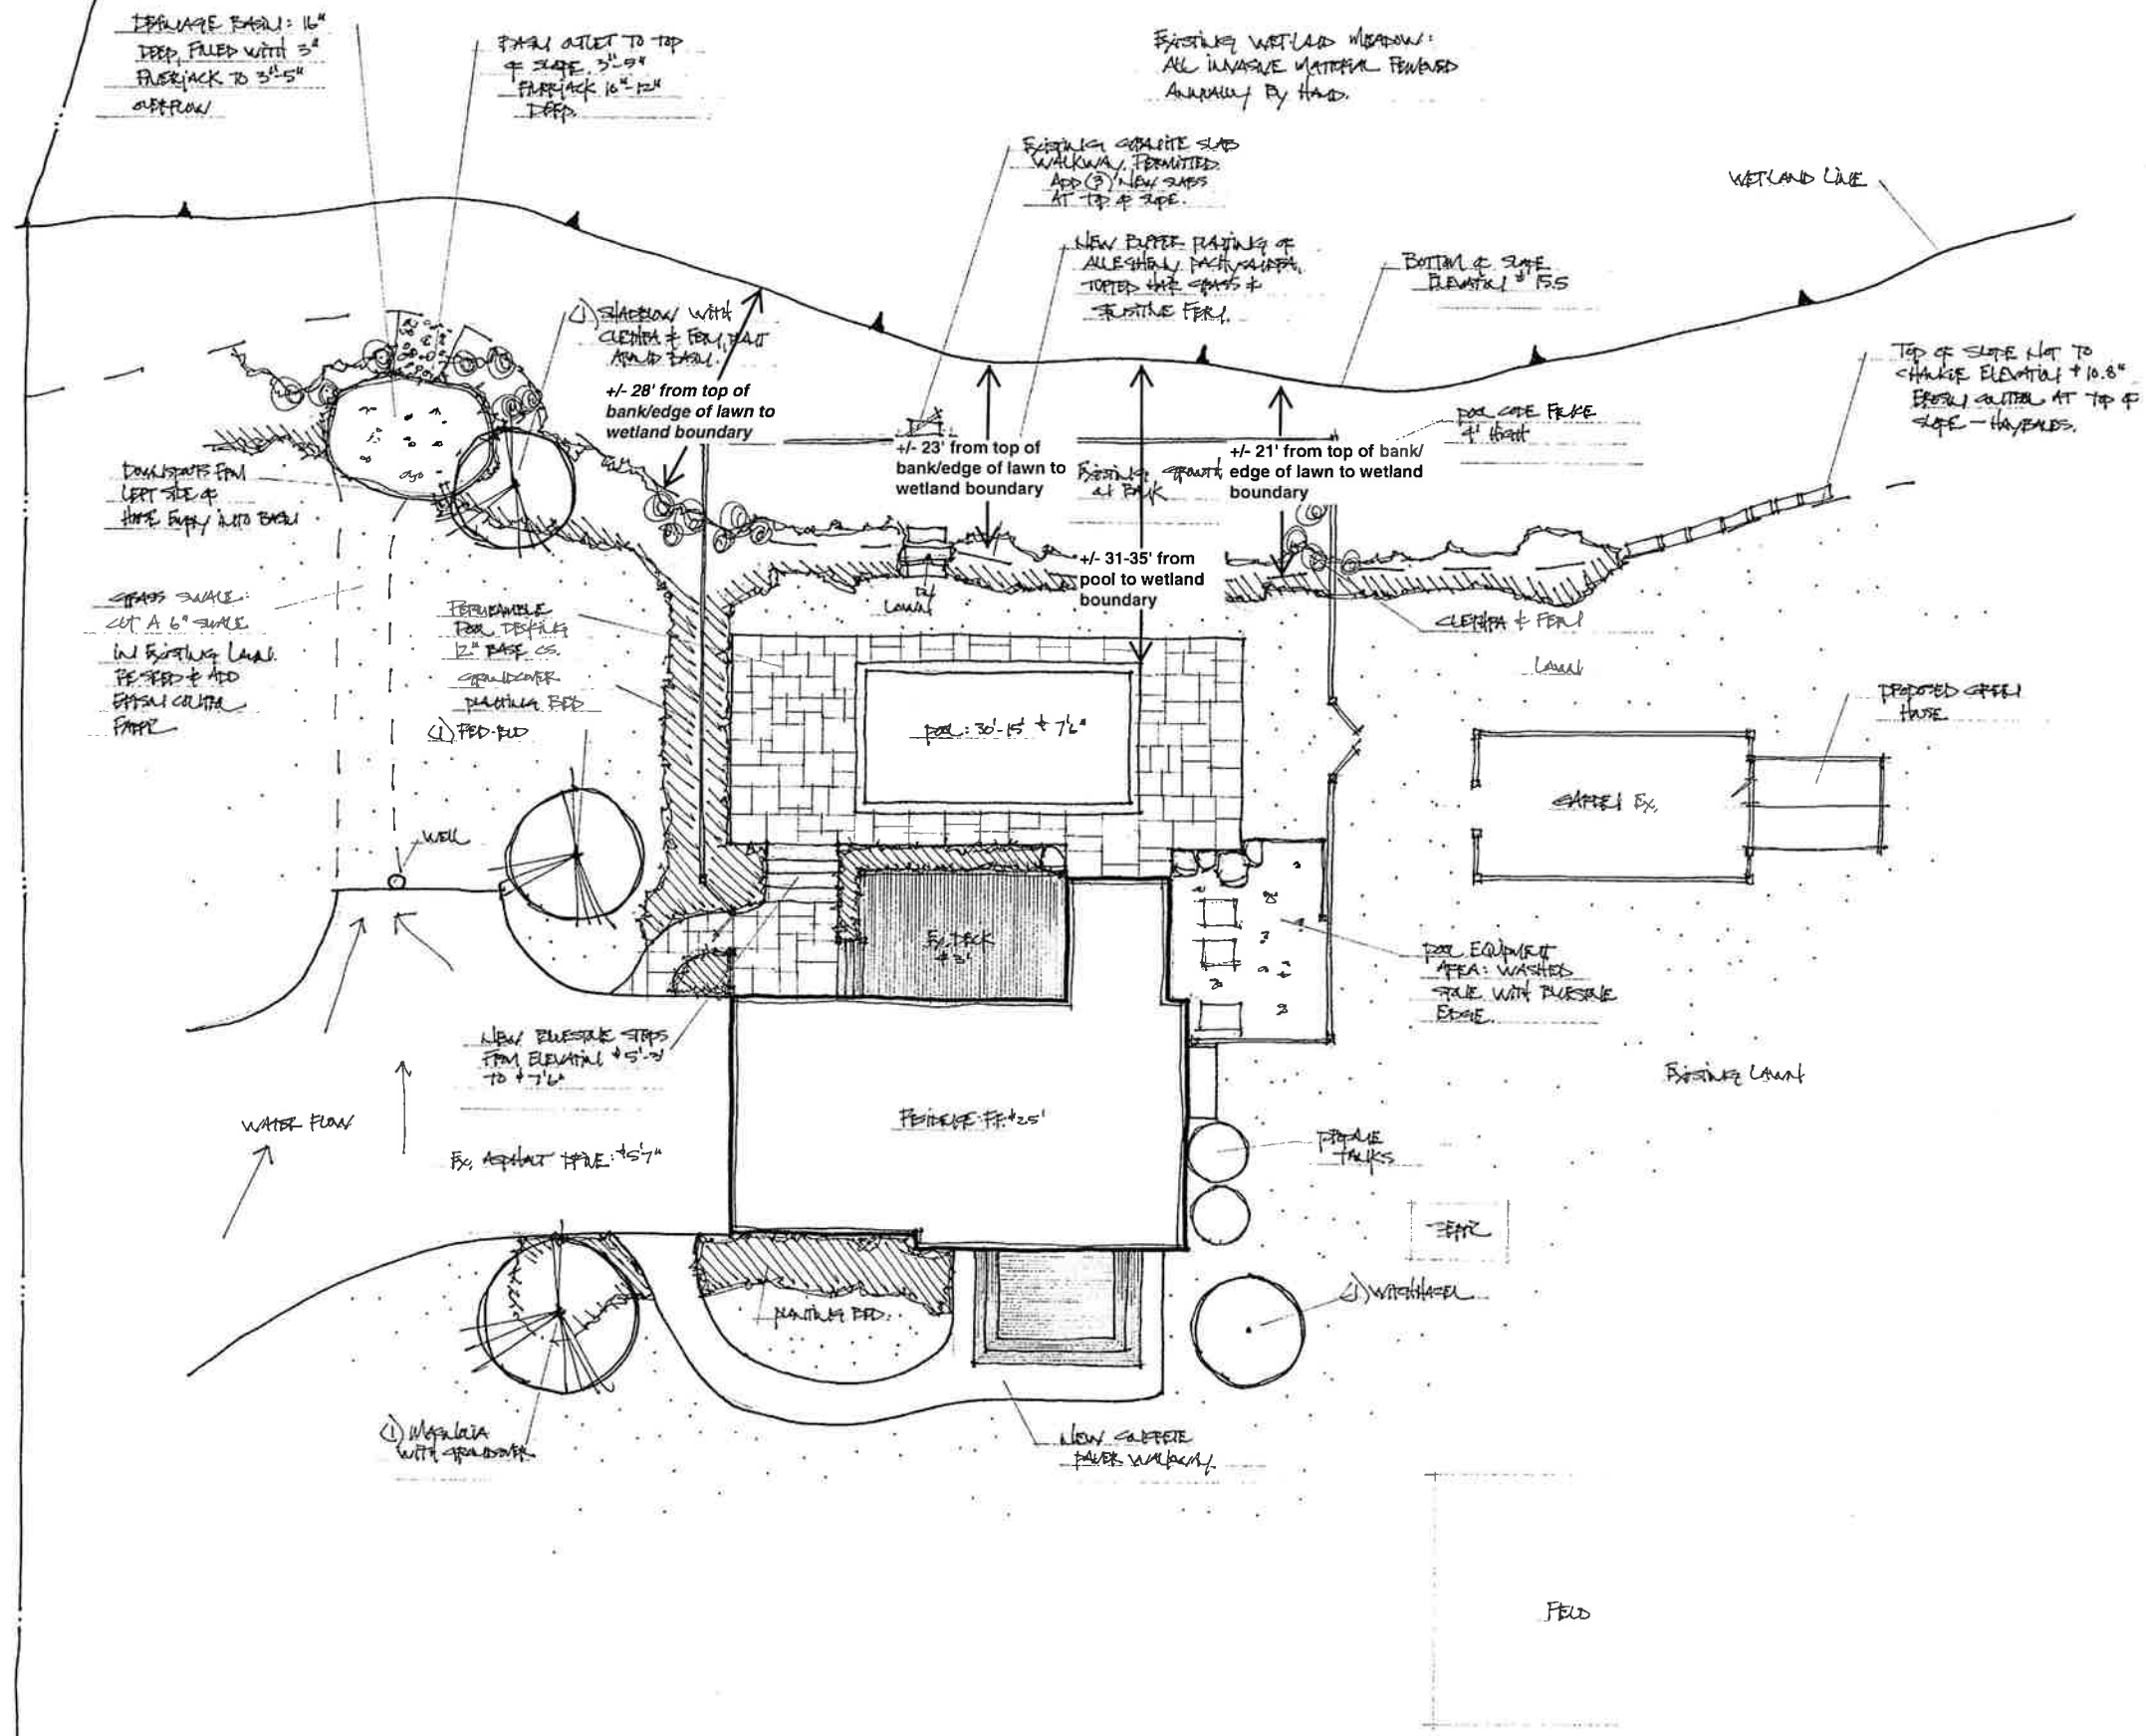 DRAINAGE BASIN: 16"
DEEP, FILLED WITH 3"
RIVERJACK TO 3"-5"
OVERFLOW
BASIN OUTLET TO TOP
OF SLOPE. 3"-5"
RIVERJACK 10"-12"
DEEP.
EXISTING WETLAND MEADOW:
ALL INVASIVE MATERIAL REMOVED
ANNUALLY BY HAND.
EXISTING GRANITE SLAB
WALKWAY. PERMITTED.
ADD (3) NEW SLABS
AT TOP OF SLOPE.
WETLAND LINE
NEW BUFFER PLANTING OF
ALLEGHENY PACHYSANDRA,
TUFTED HAIR GRASS &
SENSITIVE FERN.
BOTTOM OF SLOPE
ELEVATION 15.5
(1) SHADBLOW WITH
CLETHRA & FERN, PLANT
AROUND BASIN.
+/- 28' from top of
bank/edge of lawn to
wetland boundary
TOP OF SLOPE NOT TO
CHANGE ELEVATION 10.8"
EROSION CONTROL AT TOP OF
SLOPE - HAYBALES.
POOL CODE FENCE
4' HIGH
+/- 23' from top of
bank/edge of lawn to
wetland boundary
EXISTING GROWTH
AT BANK
+/- 21' from top of bank/
edge of lawn to wetland
boundary
DOWNSPOUTS FROM
LEFT SIDE OF
HOUSE EMPTY INTO BASIN
+/- 31-35' from
pool to wetland
boundary
GRASS SWALE:
CUT A 6" SWALE
IN EXISTING LAWN.
RESEED & ADD
EROSION CONTROL
PAPER
PERMEABLE
POOL DECKING
12" BASE CS.
GROUNDCOVER
PLANTING BED
(1) RED-BUD
LAWN
CLETHRA & FERN
LAWN
PROPOSED GREEN
HOUSE
POOL: 30'-15' 7'6"
GARDEN EX.
WELL
EX. DECK
3'
POOL EQUIPMENT
AREA: WASHED
STONE WITH BLUESTONE
EDGE.
NEW BLUESTONE STEPS
FROM ELEVATION 5'-3"
TO 7'6"
EXISTING LAWN
WATER FLOW
RESIDENCE FF. 25'
EX. ASPHALT DRIVE: 5'7"
PROPANE
TANKS
SEPTIC
(1) WITCHHAZEL
PLANTING BED.
(1) MAGNOLIA
WITH GROUNDCOVER
NEW CONCRETE
PAVER WALKWAY.
FIELD